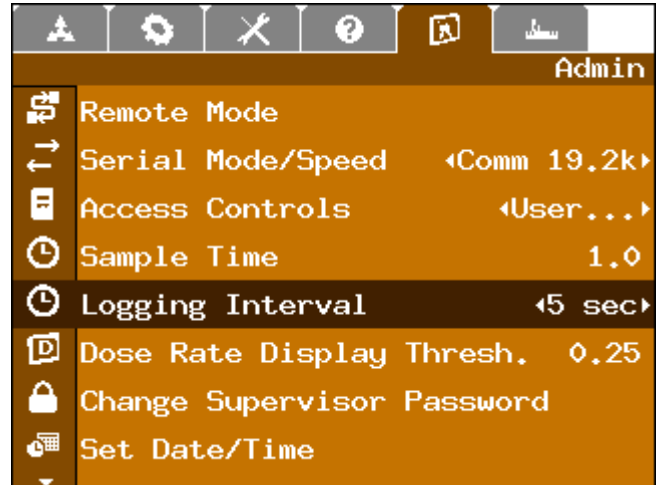 Admin
Remote Mode
Serial Mode/Speed Comm 19.2k
Access Controls User...
Sample Time 1.0
Logging Interval 5 sec
Dose Rate Display Thresh. 0.25
Change Supervisor Password
Set Date/Time